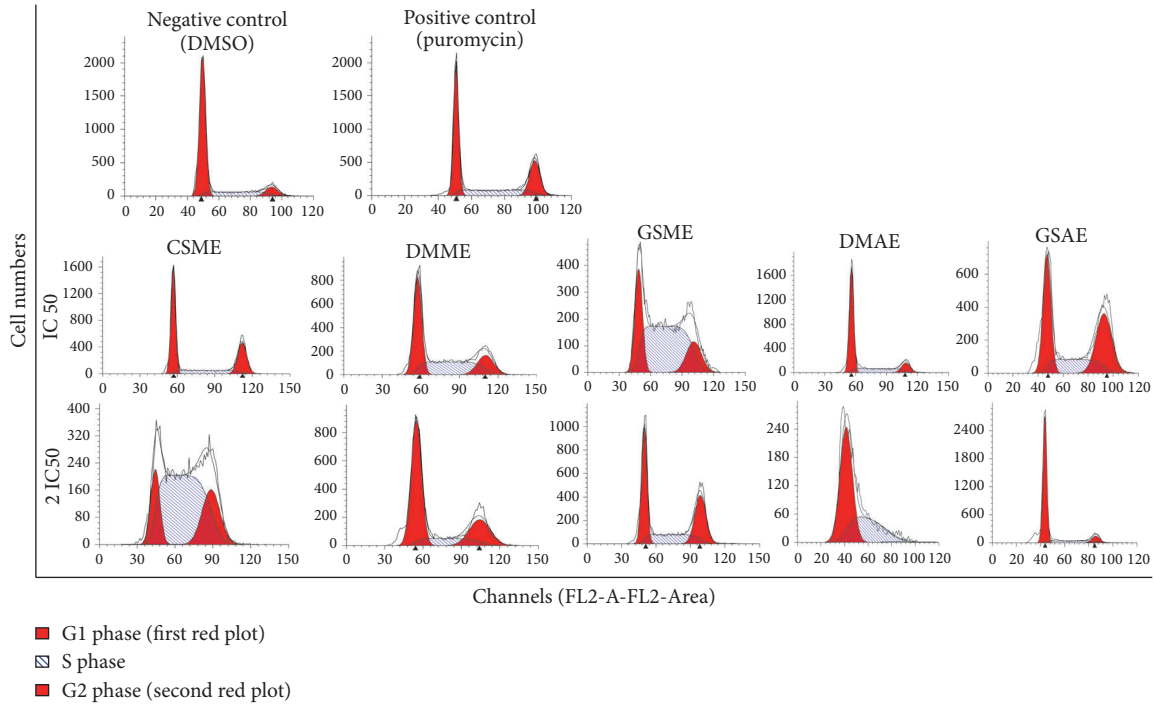 Negative control
(DMSO)
Positive control
(puromycin)
2000
1500
1000
500
0
0 20 40 60 80 100 120
2000
1500
1000
500
0
0 20 40 60 80 100 120
Cell numbers
IC 50
CSME
1600
1200
800
400
0
0 30 60 90 120 150
DMME
800
600
400
200
0
0 30 60 90 120 150
GSME
400
300
200
100
0
0 30 60 90 120 150
DMAE
1600
1200
800
400
0
0 30 60 90 120 150
GSAE
600
400
200
0
0 20 40 60 80 100 120
2 IC50
400
320
240
160
80
0
0 30 60 90 120 150
800
600
400
200
0
0 30 60 90 120 150
1000
800
600
400
200
0
0 30 60 90 120 150
240
180
120
60
0
0 20 40 60 80 100 120
2400
1800
1200
600
0
0 20 40 60 80 100 120
Channels (FL2-A-FL2-Area)
G1 phase (first red plot)
S phase
G2 phase (second red plot)